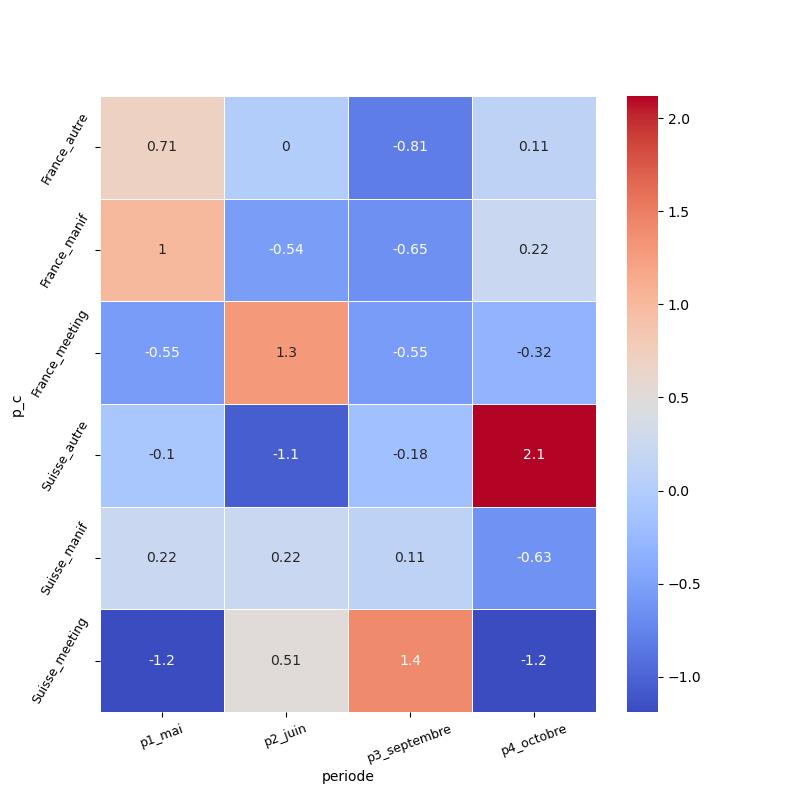 France_autre 0.71 0 -0.81 0.11
France_manif 1 -0.54 -0.65 0.22
France_meeting -0.55 1.3 -0.55 -0.32
Suisse_autre -0.1 -1.1 -0.18 2.1
Suisse_manif 0.22 0.22 0.11 -0.63
Suisse_meeting -1.2 0.51 1.4 -1.2
p_c
p1_mai p2_juin p3_septembre p4_octobre
periode
2.0
1.5
1.0
0.5
0.0
−0.5
−1.0